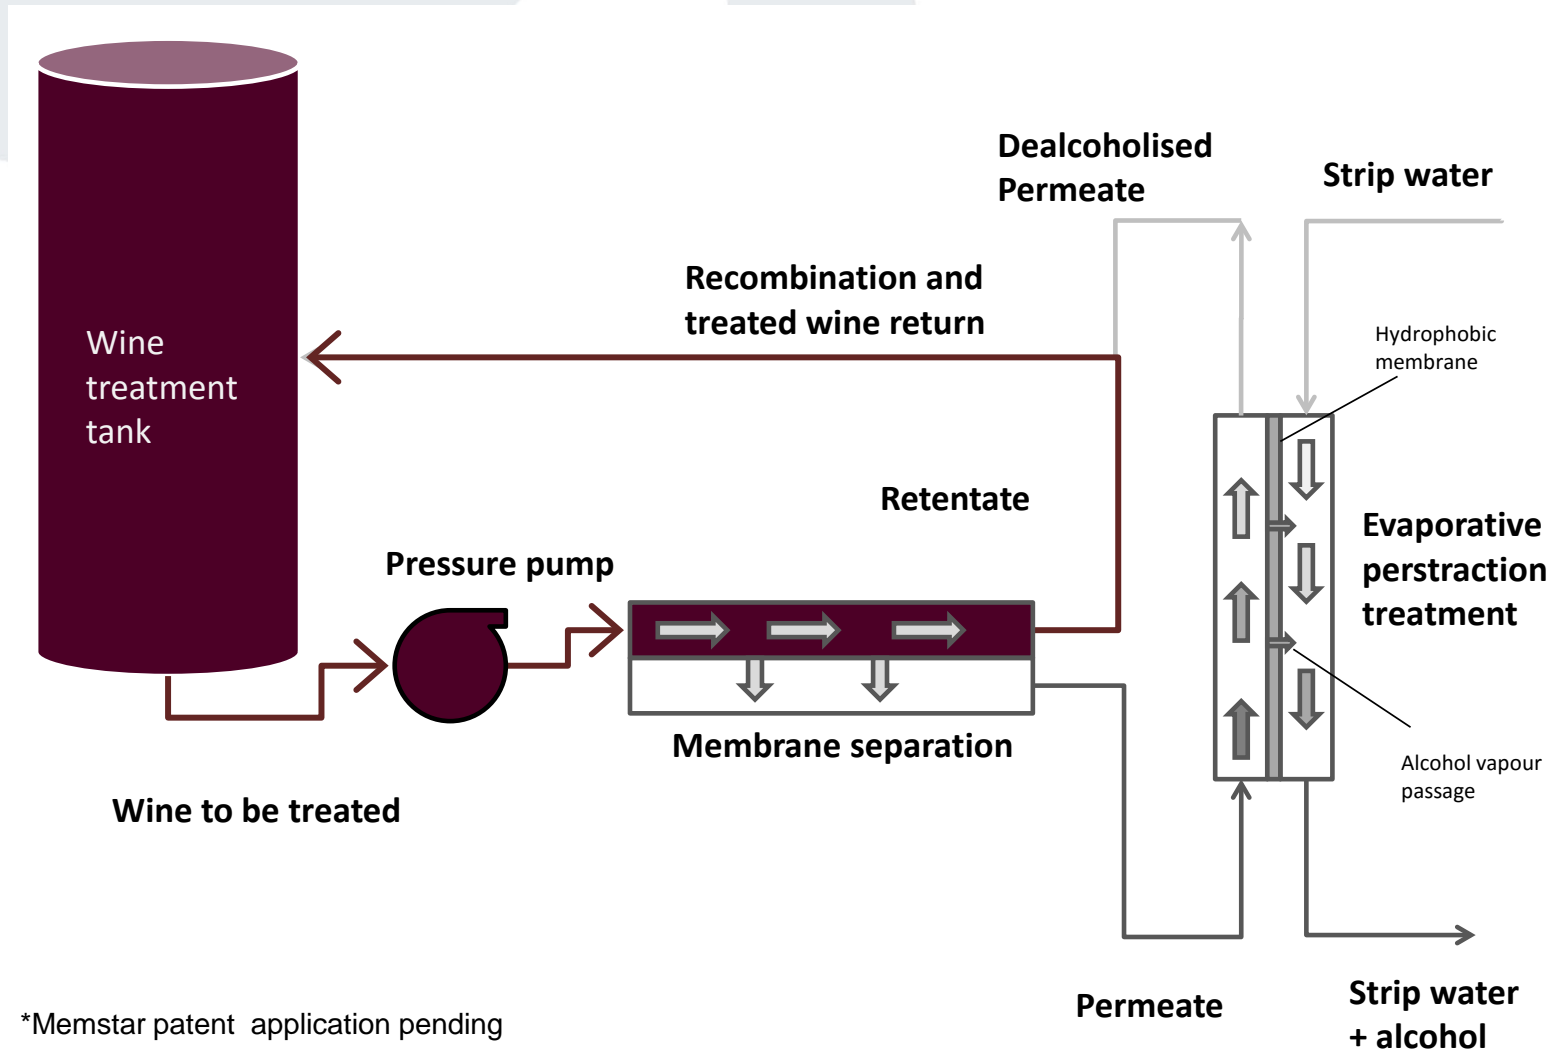 Dealcoholised
Permeate
Strip water
Recombination and
treated wine return
Wine
treatment
tank
Hydrophobic
membrane
Retentate
Evaporative
perstraction
treatment
Pressure pump
Membrane separation
Alcohol vapour
passage
Wine to be treated
Permeate
Strip water
+ alcohol
*Memstar patent  application pending